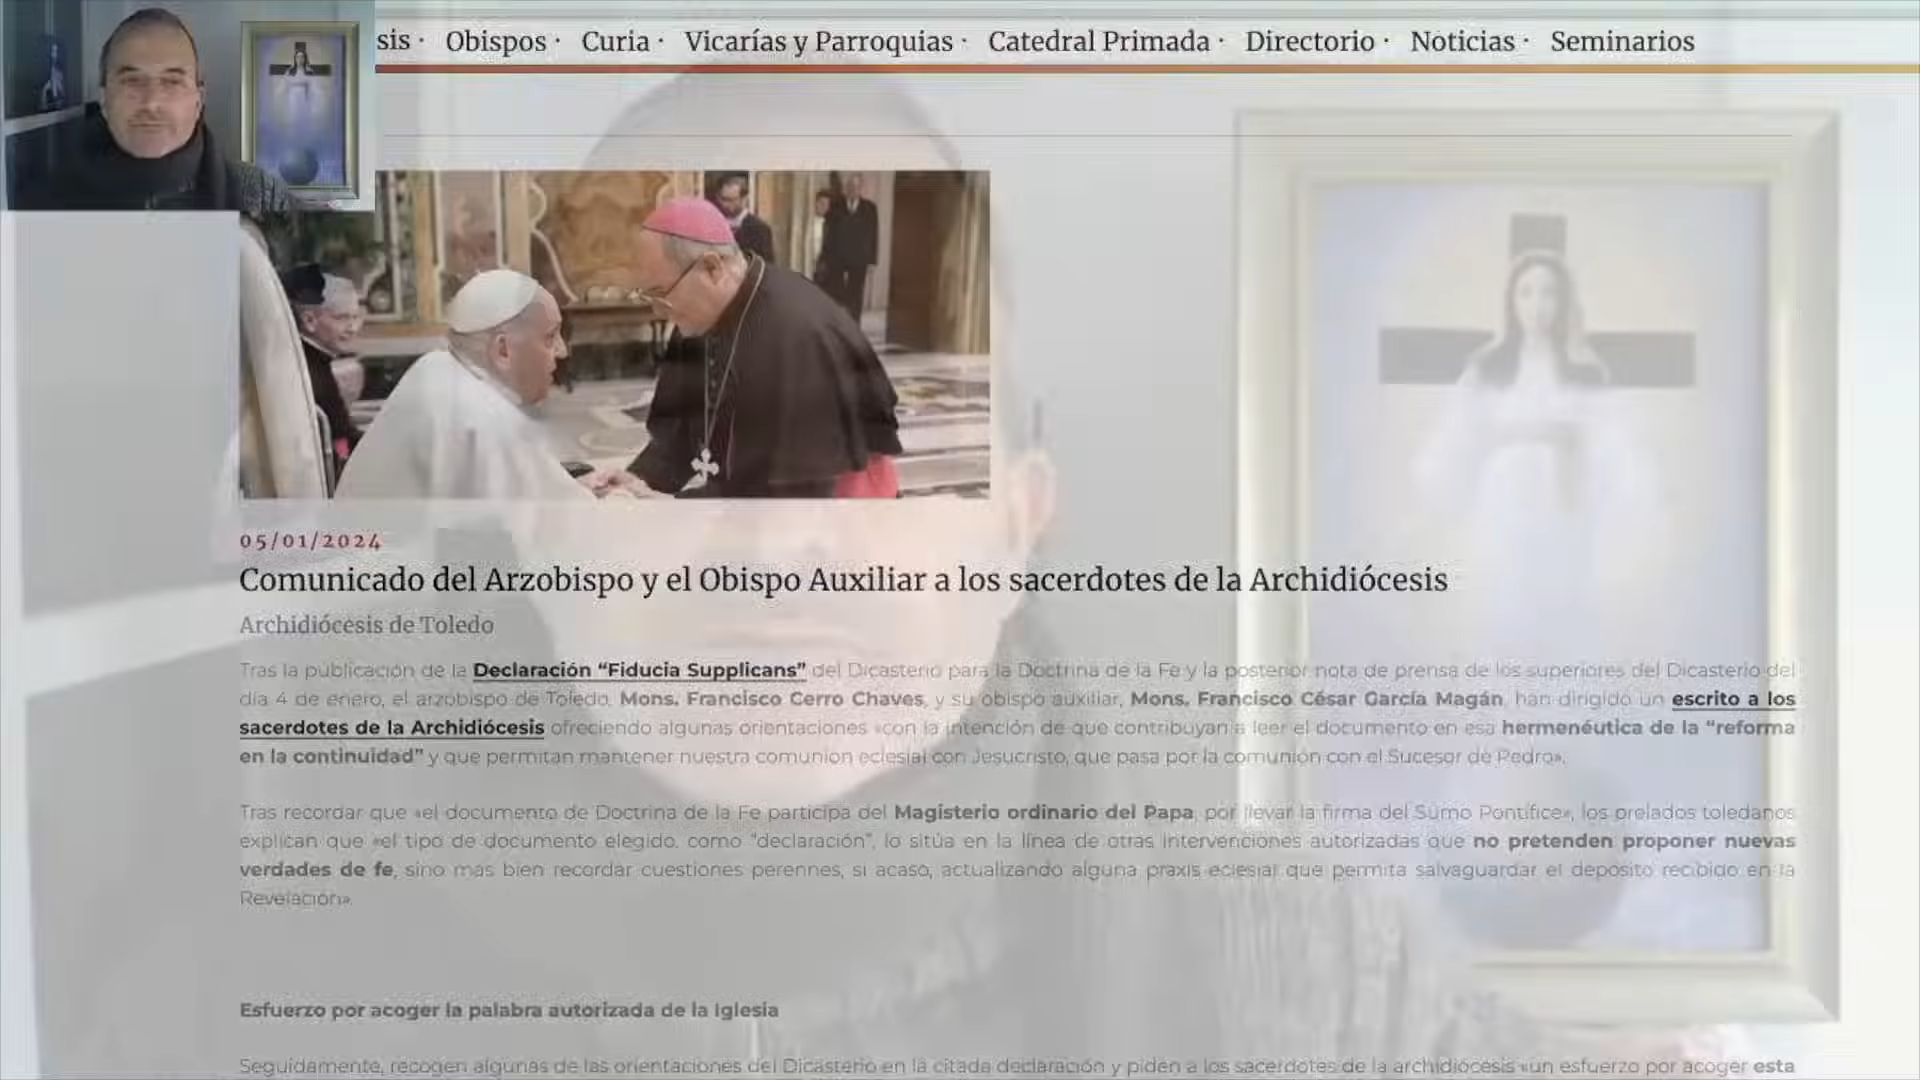 sis · Obispos · Curia · Vicarías y Parroquias · Catedral Primada · Directorio · Noticias · Seminarios
05/01/2024
Comunicado del Arzobispo y el Obispo Auxiliar a los sacerdotes de la Archidiócesis
Archidiócesis de Toledo
Tras la publicación de la Declaración “Fiducia Supplicans” del Dicasterio para la Doctrina de la Fe y la posterior nota de prensa de los superiores del Dicasterio del
día 4 de enero, el arzobispo de Toledo, Mons. Francisco Cerro Chaves, y su obispo auxiliar, Mons. Francisco César García Magán, han dirigido un escrito a los
sacerdotes de la Archidiócesis ofreciendo algunas orientaciones «con la intención de que contribuyan a leer el documento en esa hermenéutica de la “reforma
en la continuidad” y que permitan mantener nuestra comunión eclesial con Jesucristo, que pasa por la comunión con el Sucesor de Pedro».
Tras recordar que «el documento de Doctrina de la Fe participa del Magisterio ordinario del Papa, por llevar la firma del Sumo Pontífice», los prelados toledanos
explican que «el tipo de documento elegido, como “declaración”, lo sitúa en la línea de otras intervenciones autorizadas que no pretenden proponer nuevas
verdades de fe, sino más bien recordar cuestiones perennes, si acaso, actualizando alguna praxis eclesial que permita salvaguardar el depósito recibido en la
Revelación».
Esfuerzo por acoger la palabra autorizada de la Iglesia
Seguidamente, recogen algunas de las orientaciones del Dicasterio en la citada declaración y piden a los sacerdotes de la archidiócesis «un esfuerzo por acoger esta